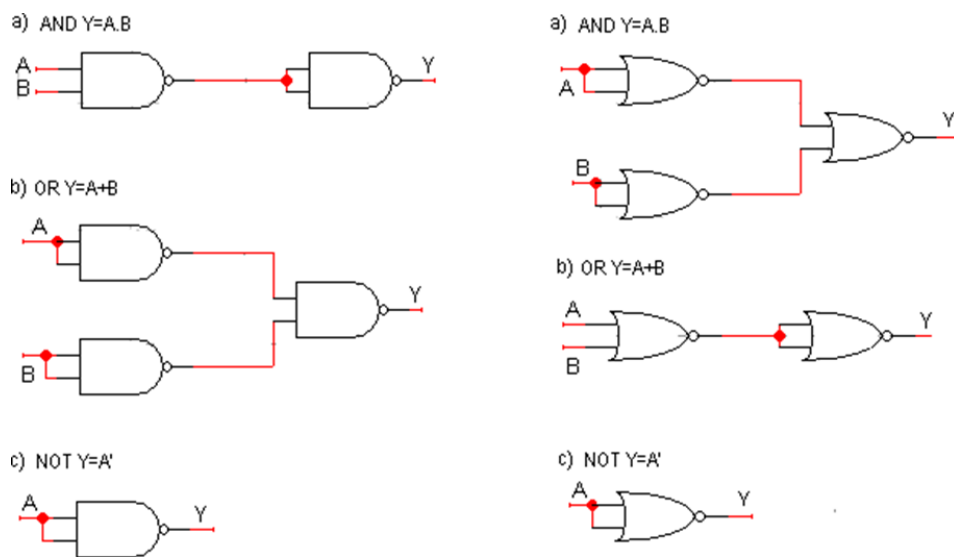 a) AND Y=A.B
A
B
Y
b) OR Y=A+B
A
B
Y
c) NOT Y=A'
A
Y
a) AND Y=A.B
A
B
Y
b) OR Y=A+B
A
B
Y
c) NOT Y=A'
A
Y